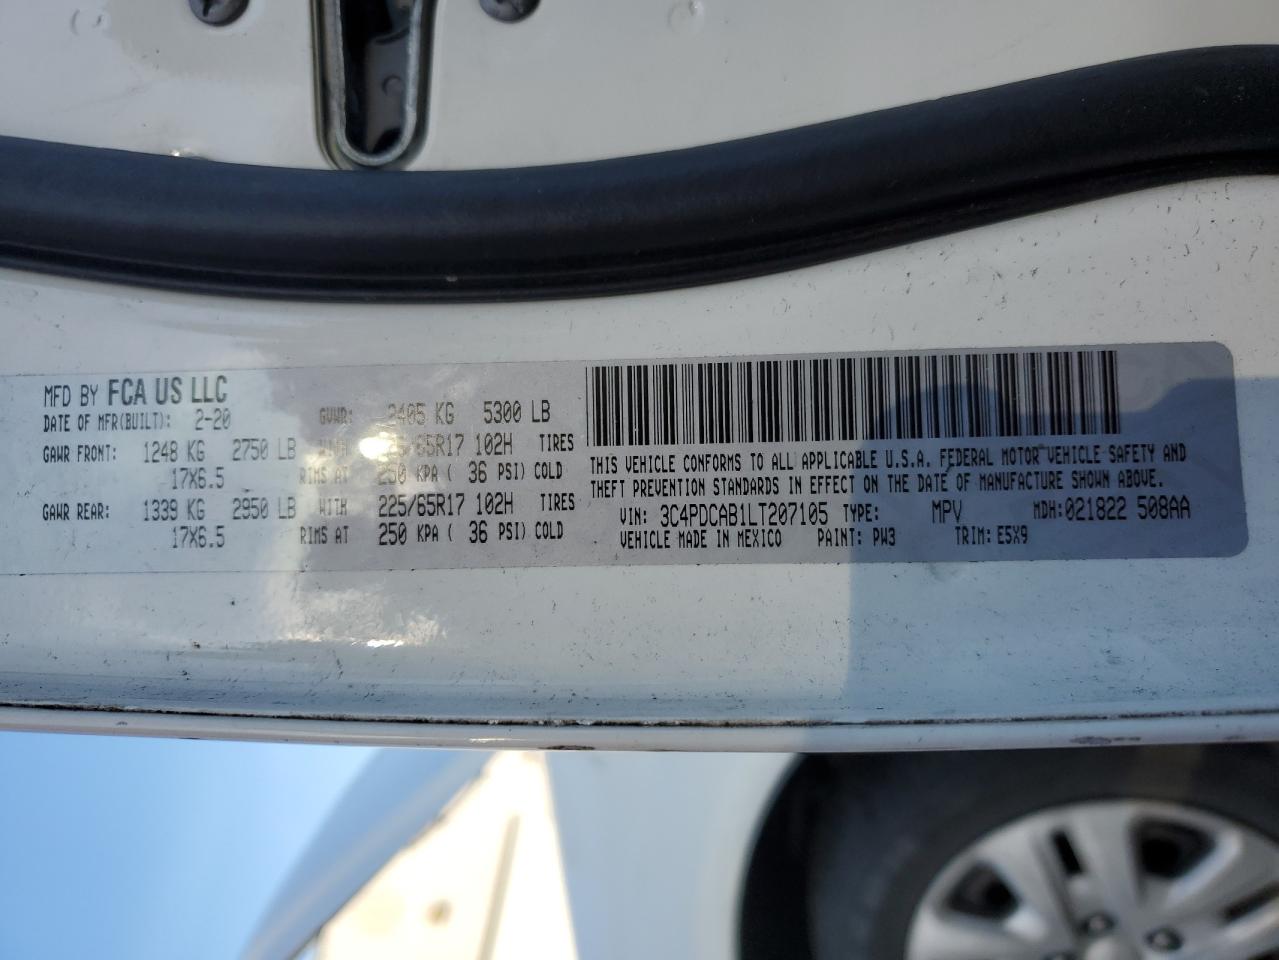 MFD BY FCA US LLC
DATE OF MFR(BUILT): 2-20 GVWR: 2405 KG 5300 LB
GAWR FRONT: 1248 KG 2750 LB WITH 225/65R17 102H TIRES
17X6.5 RIMS AT 250 KPA ( 36 PSI) COLD
GAWR REAR: 1339 KG 2950 LB WITH 225/65R17 102H TIRES
17X6.5 RIMS AT 250 KPA ( 36 PSI) COLD
THIS VEHICLE CONFORMS TO ALL APPLICABLE U.S.A. FEDERAL MOTOR VEHICLE SAFETY AND
THEFT PREVENTION STANDARDS IN EFFECT ON THE DATE OF MANUFACTURE SHOWN ABOVE.
VIN: 3C4PDCAB1LT207105 TYPE: MPV MDH:021822 508AA
VEHICLE MADE IN MEXICO PAINT: PW3 TRIM: E5X9